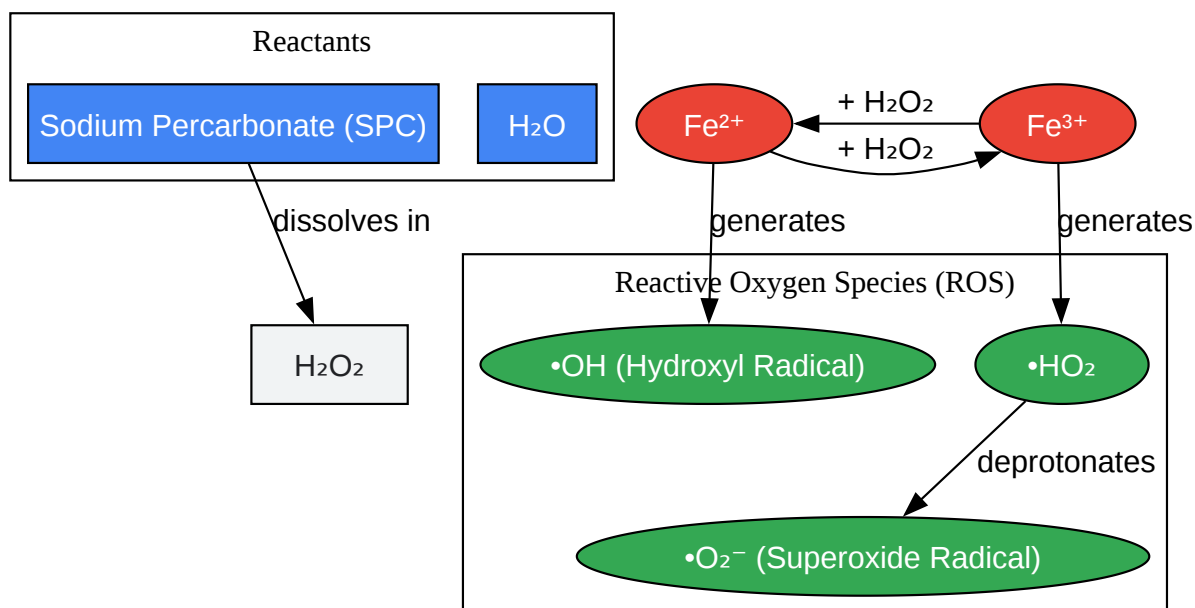 Reactants
Sodium Percarbonate (SPC)
H₂O
Fe²⁺
+ H₂O₂
+ H₂O₂
Fe³⁺
dissolves in
generates
generates
Reactive Oxygen Species (ROS)
H₂O₂
•OH (Hydroxyl Radical)
•HO₂
deprotonates
•O₂⁻ (Superoxide Radical)